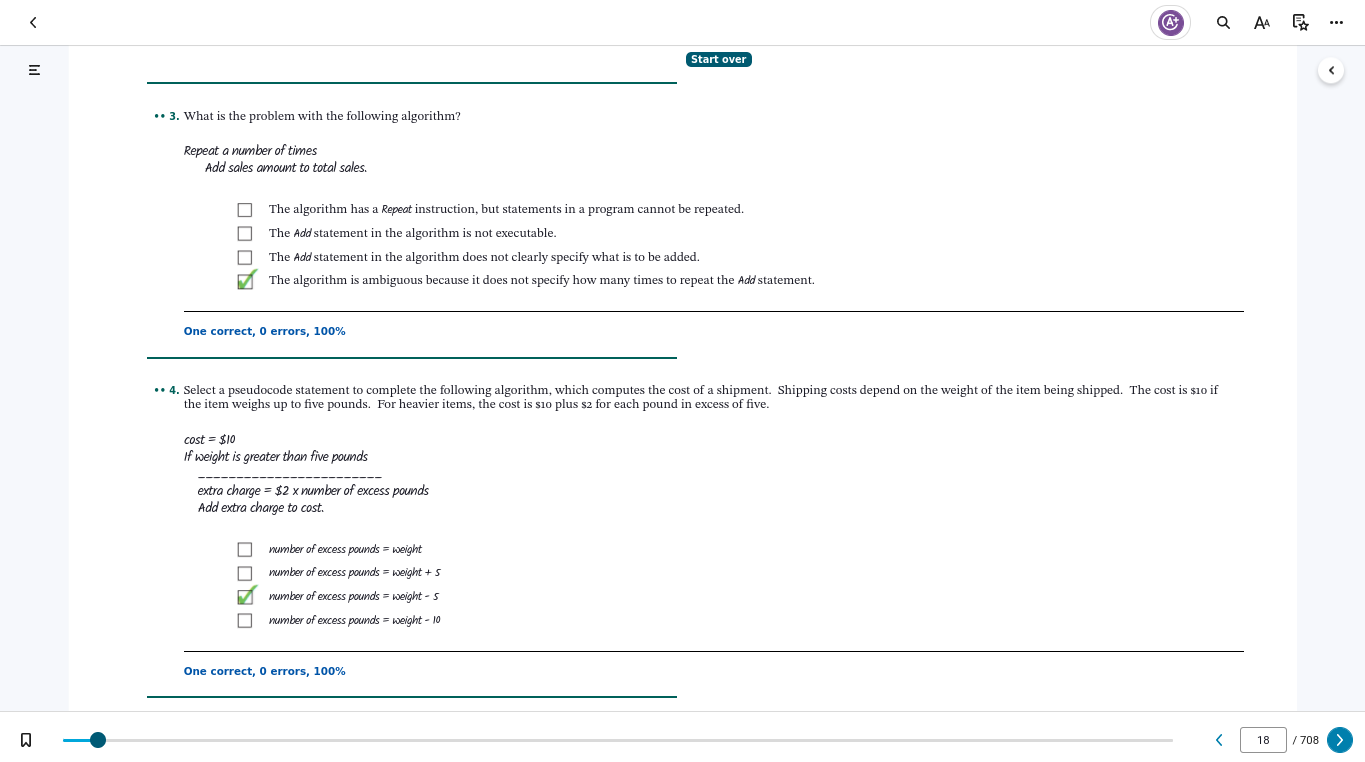 A+
AA
Start over
•• 3. What is the problem with the following algorithm?
Repeat a number of times
Add sales amount to total sales.
The algorithm has a Repeat instruction, but statements in a program cannot be repeated.
The Add statement in the algorithm is not executable.
The Add statement in the algorithm does not clearly specify what is to be added.
The algorithm is ambiguous because it does not specify how many times to repeat the Add statement.
One correct, 0 errors, 100%
•• 4. Select a pseudocode statement to complete the following algorithm, which computes the cost of a shipment. Shipping costs depend on the weight of the item being shipped. The cost is $10 if
the item weighs up to five pounds. For heavier items, the cost is $10 plus $2 for each pound in excess of five.
cost = $10
If weight is greater than five pounds
________________________
extra charge = $2 x number of excess pounds
Add extra charge to cost.
number of excess pounds = weight
number of excess pounds = weight + 5
number of excess pounds = weight - 5
number of excess pounds = weight - 10
One correct, 0 errors, 100%
18 / 708